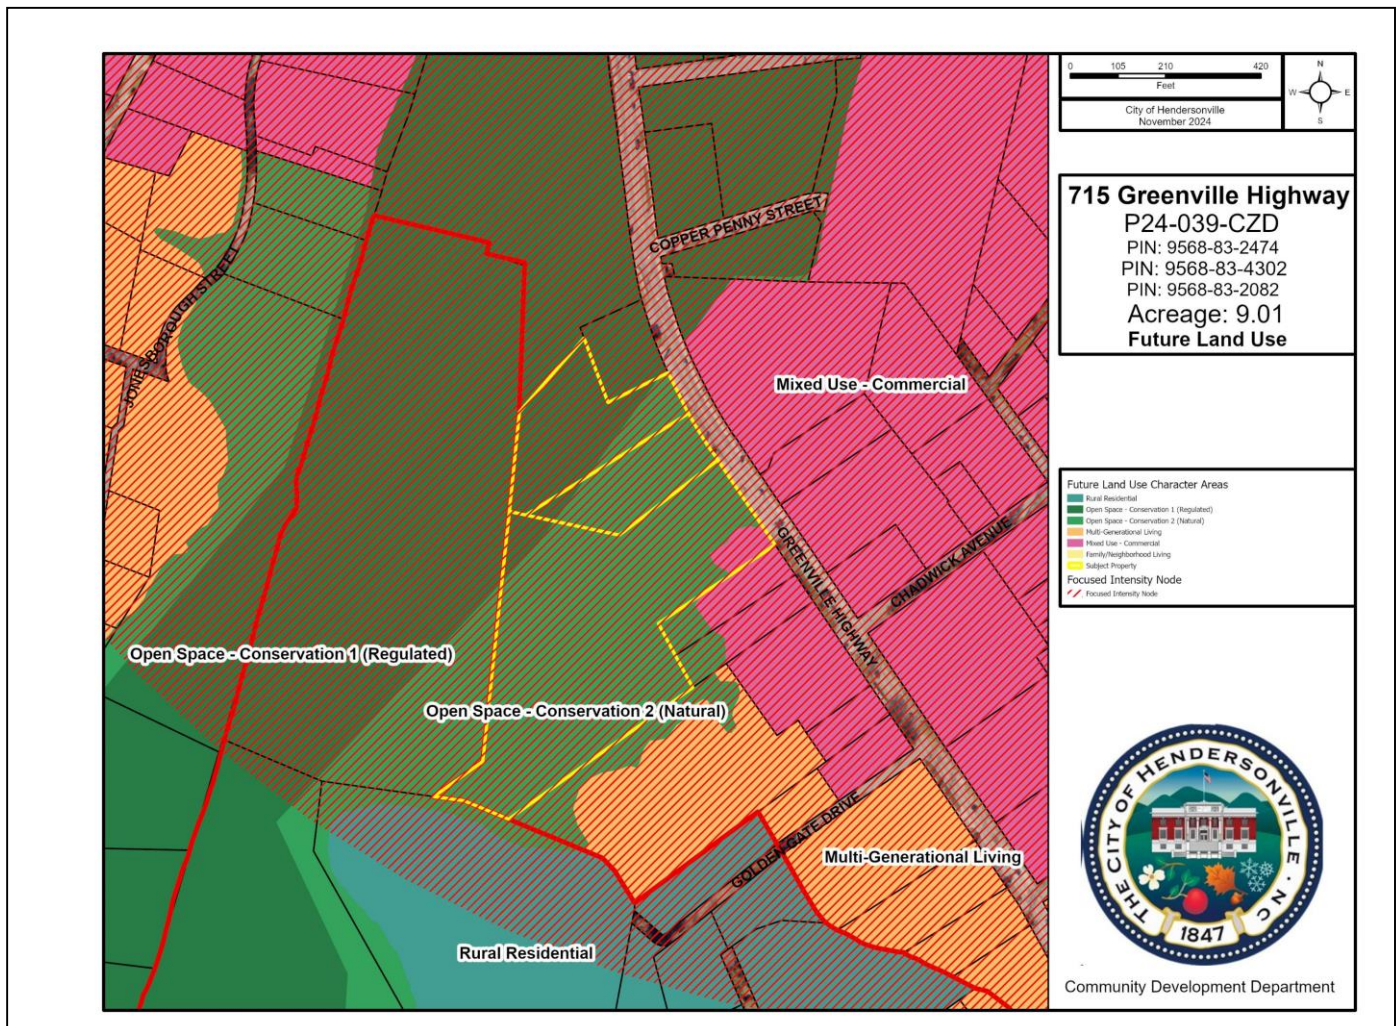 0 105 210 420
Feet
City of Hendersonville
November 2024
N
W E
S
715 Greenville Highway
P24-039-CZD
PIN: 9568-83-2474
PIN: 9568-83-4302
PIN: 9568-83-2082
Acreage: 9.01
Future Land Use
COPPER PENNY STREET
JONESBOROUGH STREET
Mixed Use - Commercial
GREENVILLE HIGHWAY
CHADWICK AVENUE
Open Space - Conservation 1 (Regulated)
Open Space - Conservation 2 (Natural)
GOLDEN GATE DRIVE
Multi-Generational Living
Rural Residential
Future Land Use Character Areas
Rural Residential
Open Space - Conservation 1 (Regulated)
Open Space - Conservation 2 (Natural)
Multi-Generational Living
Mixed Use - Commercial
Family/Neighborhood Living
Subject Property
Focused Intensity Node
Focused Intensity Node
THE CITY OF HENDERSONVILLE · NC
1847
Community Development Department